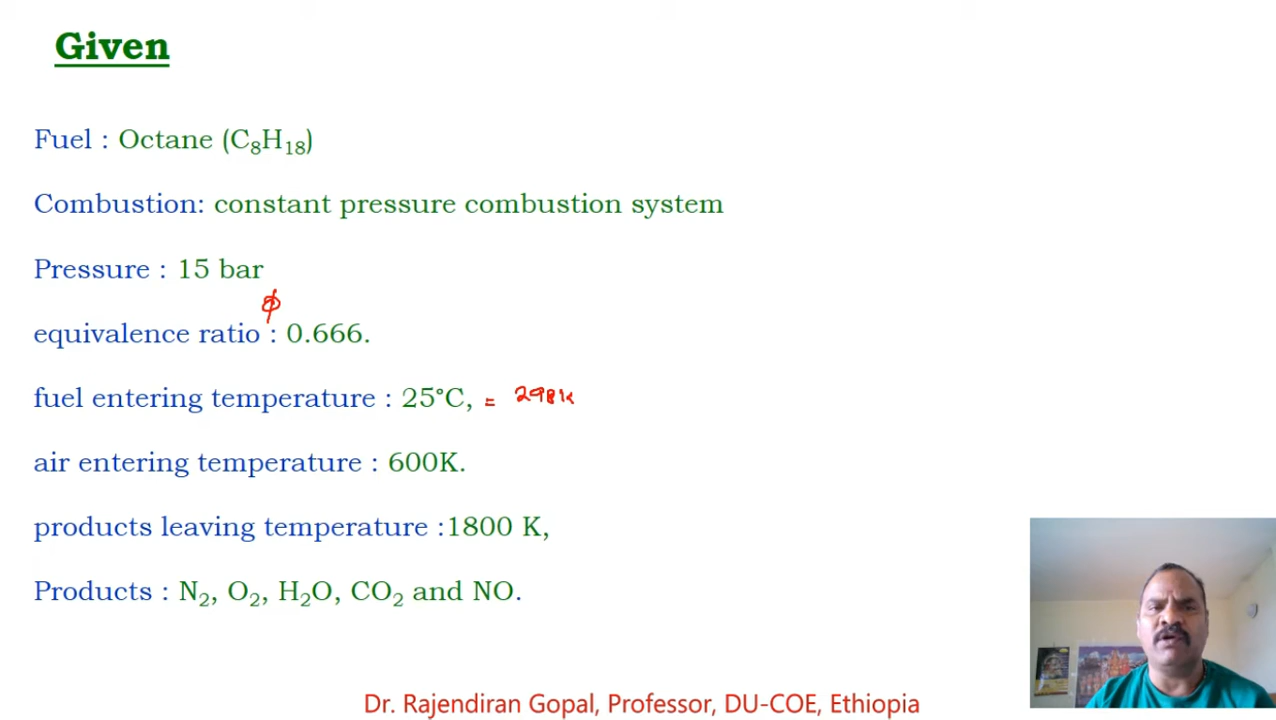 Given
Fuel : Octane (C₈H₁₈)
Combustion: constant pressure combustion system
Pressure : 15 bar
ϕ
equivalence ratio : 0.666.
fuel entering temperature : 25°C, = 298K
air entering temperature : 600K.
products leaving temperature :1800 K,
Products : N₂, O₂, H₂O, CO₂ and NO.
Dr. Rajendiran Gopal, Professor, DU-COE, Ethiopia